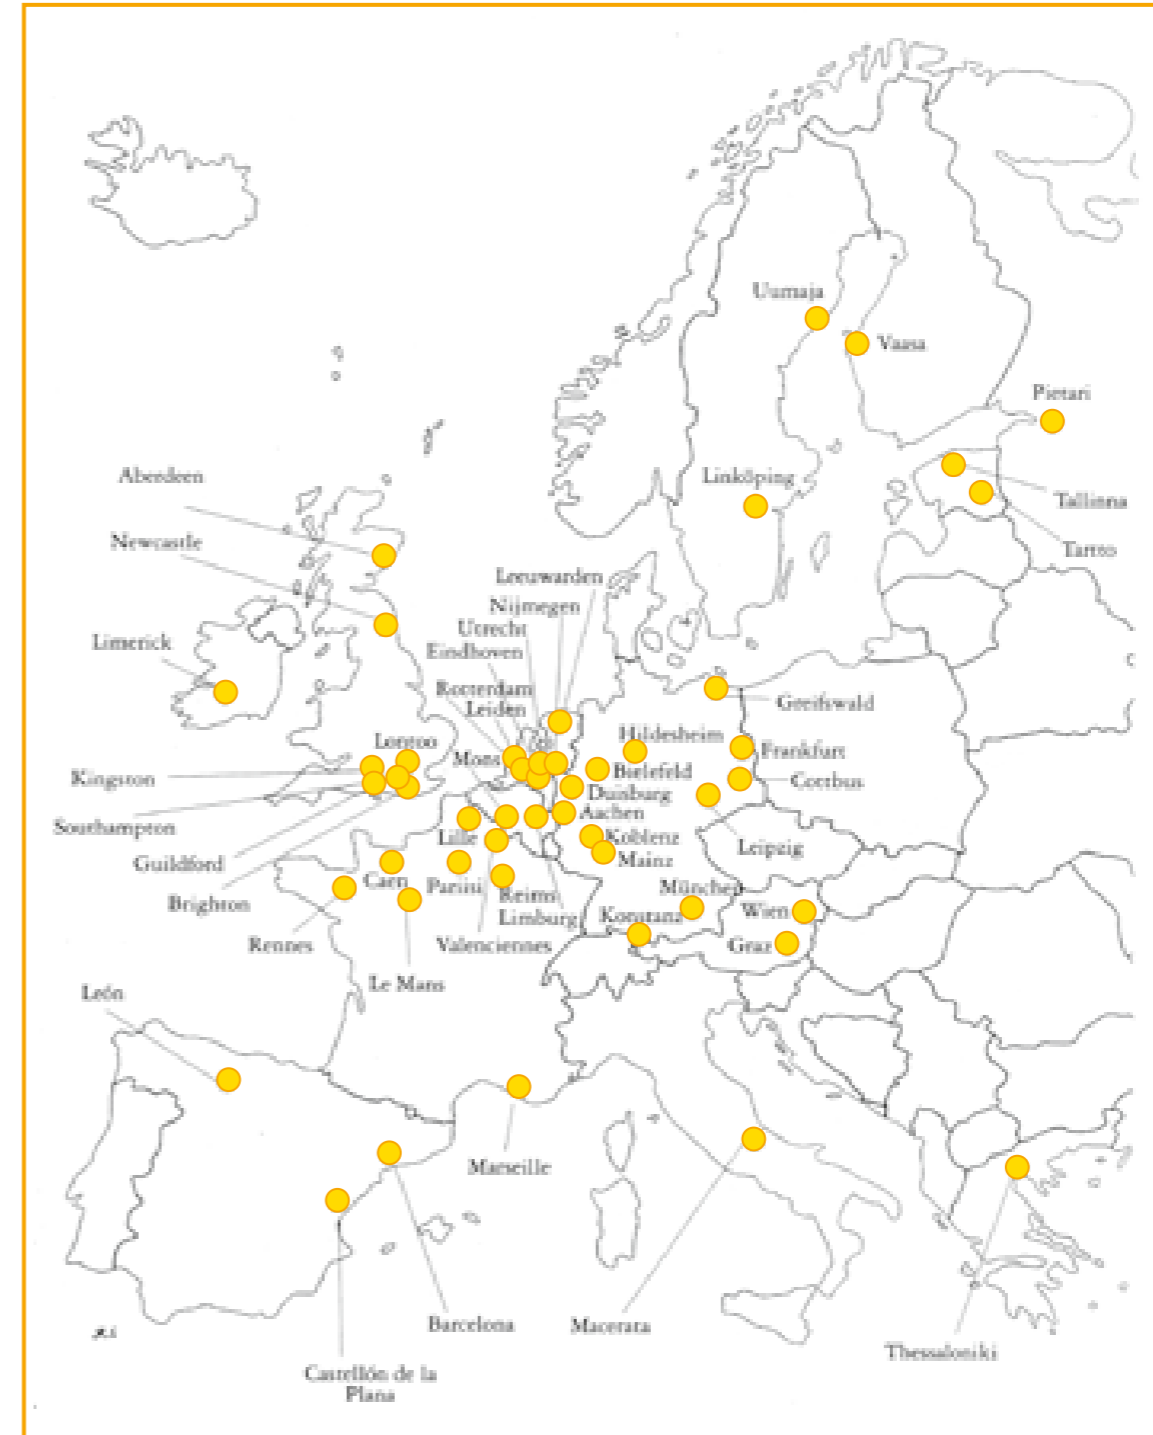 Uumaja
Vaasa
Pietari
Aberdeen
Linköping
Tallinna
Newcastle
Tartto
Leeuwarden
Nijmegen
Utrecht
Limerick
Eindhoven
Rotterdam
Leiden
Greifswald
Hildesheim
Lontoo
Mons
Frankfurt
Kingston
Bielefeld
Cottbus
Duisburg
Southampton
Aachen
Lille
Koblenz
Leipzig
Guildford
Mainz
Caen
Pariisi
München
Brighton
Reims
Limburg
Konstanz
Wien
Rennes
Valenciennes
Graz
Le Mans
León
Marseille
Barcelona
Macerata
Thessaloniki
Castellón de la
Plana